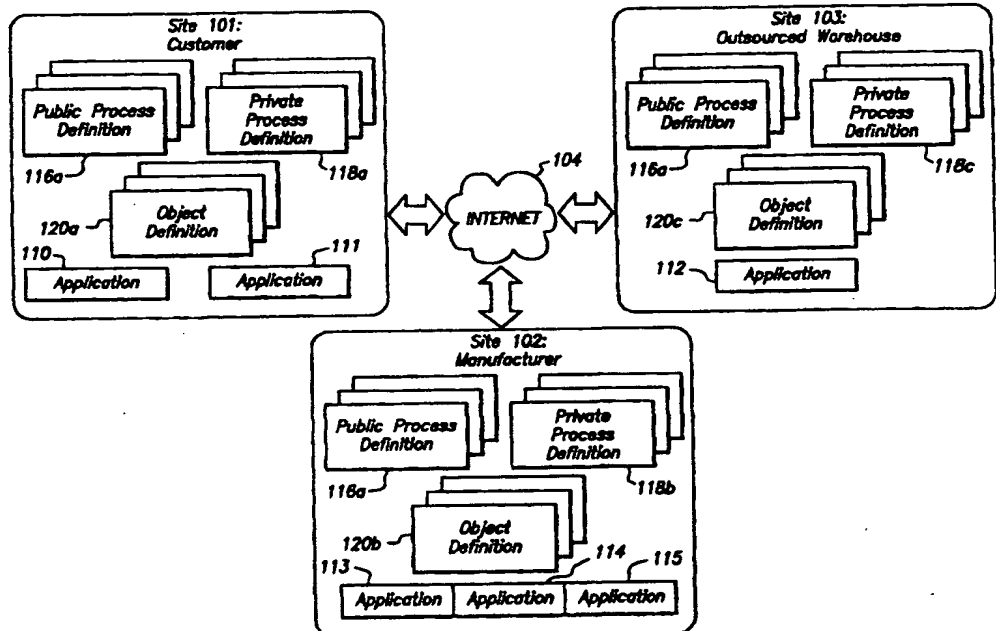 Site 101:
Customer
Public Process
Definition
116a
Private
Process
Definition
118a
Object
Definition
120a
110
Application
111
Application
104
INTERNET
Site 103:
Outsourced Warehouse
Public Process
Definition
116a
Private
Process
Definition
118c
Object
Definition
120c
112
Application
Site 102:
Manufacturer
Public Process
Definition
116a
Private
Process
Definition
118b
Object
Definition
120b
113
114
115
Application
Application
Application